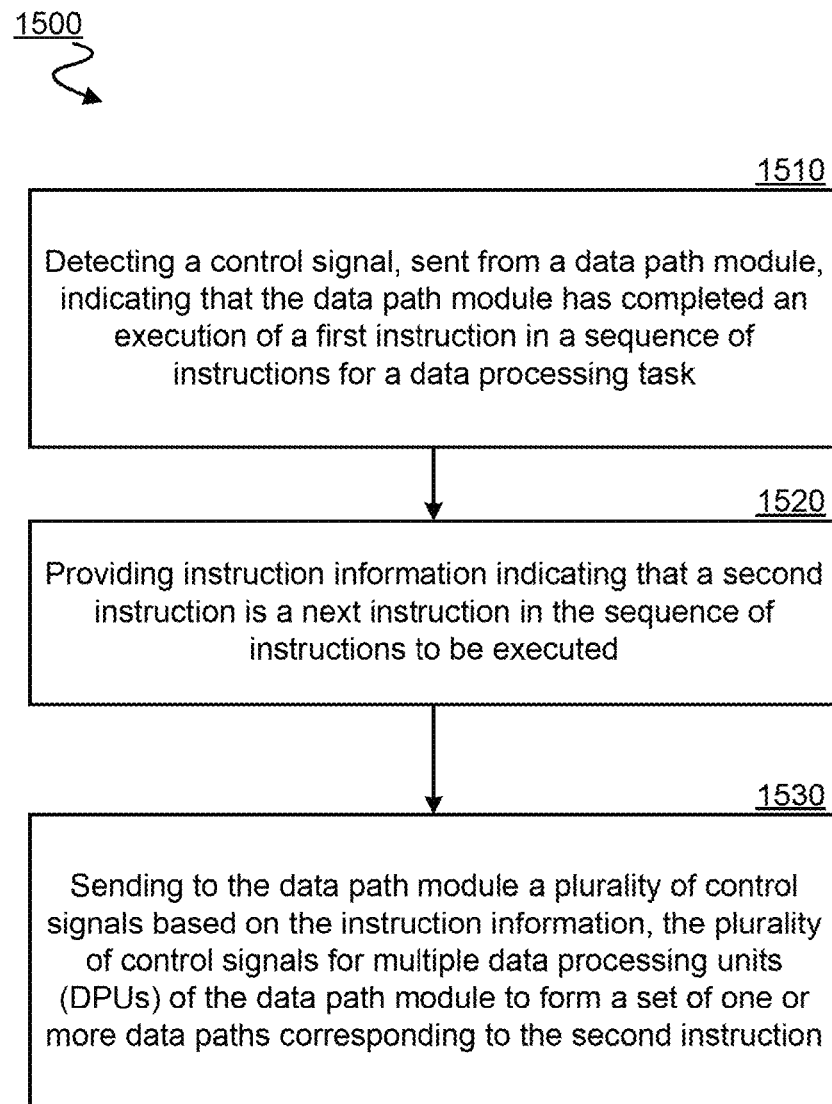 1500
1510
Detecting a control signal, sent from a data path module,
indicating that the data path module has completed an
execution of a first instruction in a sequence of
instructions for a data processing task
1520
Providing instruction information indicating that a second
instruction is a next instruction in the sequence of
instructions to be executed
1530
Sending to the data path module a plurality of control
signals based on the instruction information, the plurality
of control signals for multiple data processing units
(DPUs) of the data path module to form a set of one or
more data paths corresponding to the second instruction